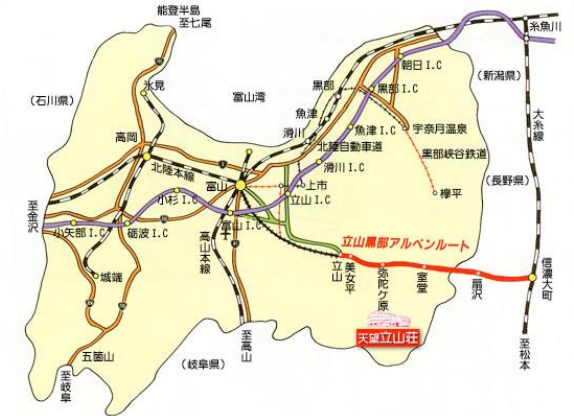 能登半島
至七尾
糸魚川
朝日I.C
(新潟県)
氷見
(石川県)
富山湾
黒部
黒部I.C
魚津
宇奈月温泉
大糸線
高岡
滑川
魚津I.C
北陸自動車道
黒部峡谷鉄道
北陸本線
滑川I.C
(長野県)
富山
上市
欅平
小杉I.C
立山I.C
至金沢
小矢部I.C
砺波I.C
富山I.C
高山本線
立山黒部アルペンルート
立山
美女平
弥陀ケ原
室堂
扇沢
信濃大町
城端
天望立山荘
五箇山
(岐阜県)
至岐阜
至高山
至松本